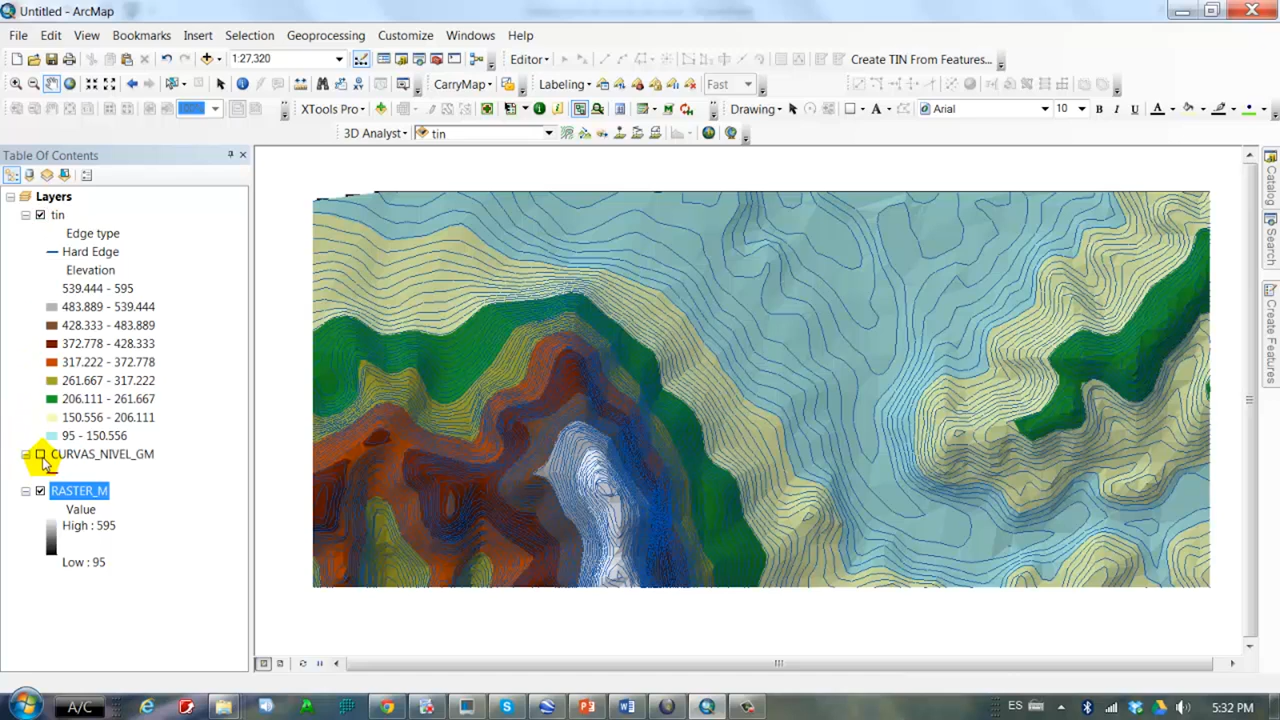 Untitled - ArcMap
File Edit View Bookmarks Insert Selection Geoprocessing Customize Windows Help
1:27,320 Editor Create TIN From Features...
CarryMap Labeling Fast
XTools Pro Drawing A Arial 10 B I U A
3D Analyst tin
Table Of Contents
Layers
tin
Edge type
Hard Edge
Elevation
539.444 - 595
483.889 - 539.444
428.333 - 483.889
372.778 - 428.333
317.222 - 372.778
261.667 - 317.222
206.111 - 261.667
150.556 - 206.111
95 - 150.556
CURVAS_NIVEL_GM
RASTER_M
Value
High : 595
Low : 95
Catalog
Search
Create Features
A/C ES 5:32 PM